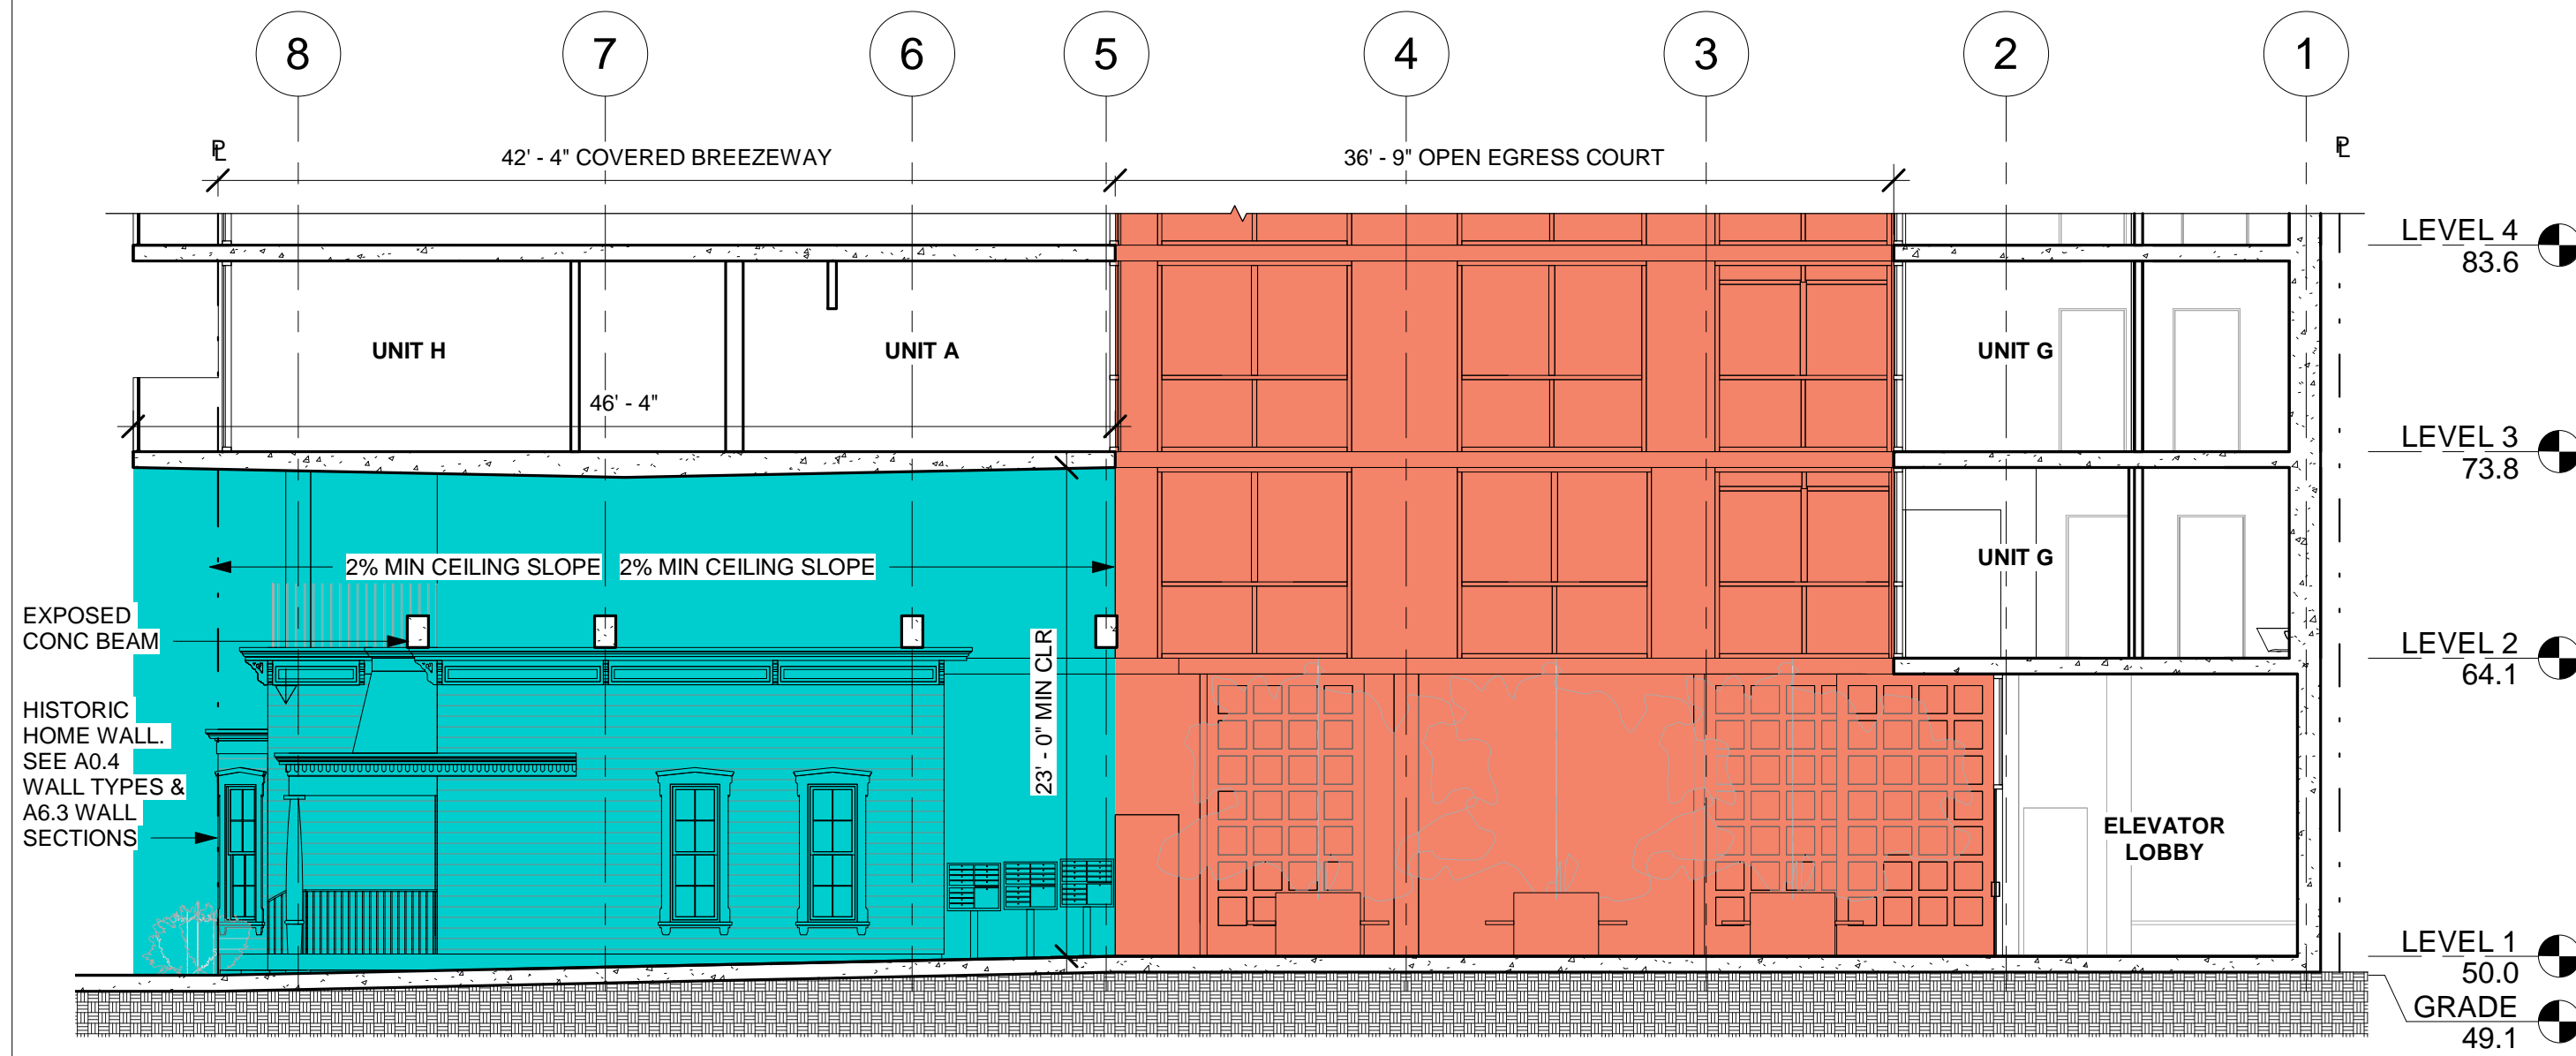 8 7 6 5 4 3 2 1
PL
42' - 4" COVERED BREEZEWAY
36' - 9" OPEN EGRESS COURT
PL
LEVEL 4
83.6
UNIT H
UNIT A
UNIT G
46' - 4"
LEVEL 3
73.8
2% MIN CEILING SLOPE
2% MIN CEILING SLOPE
UNIT G
EXPOSED
CONC BEAM
23' - 0" MIN CLR
LEVEL 2
64.1
HISTORIC
HOME WALL.
SEE A0.4
WALL TYPES &
A6.3 WALL
SECTIONS
ELEVATOR
LOBBY
LEVEL 1
50.0
GRADE
49.1